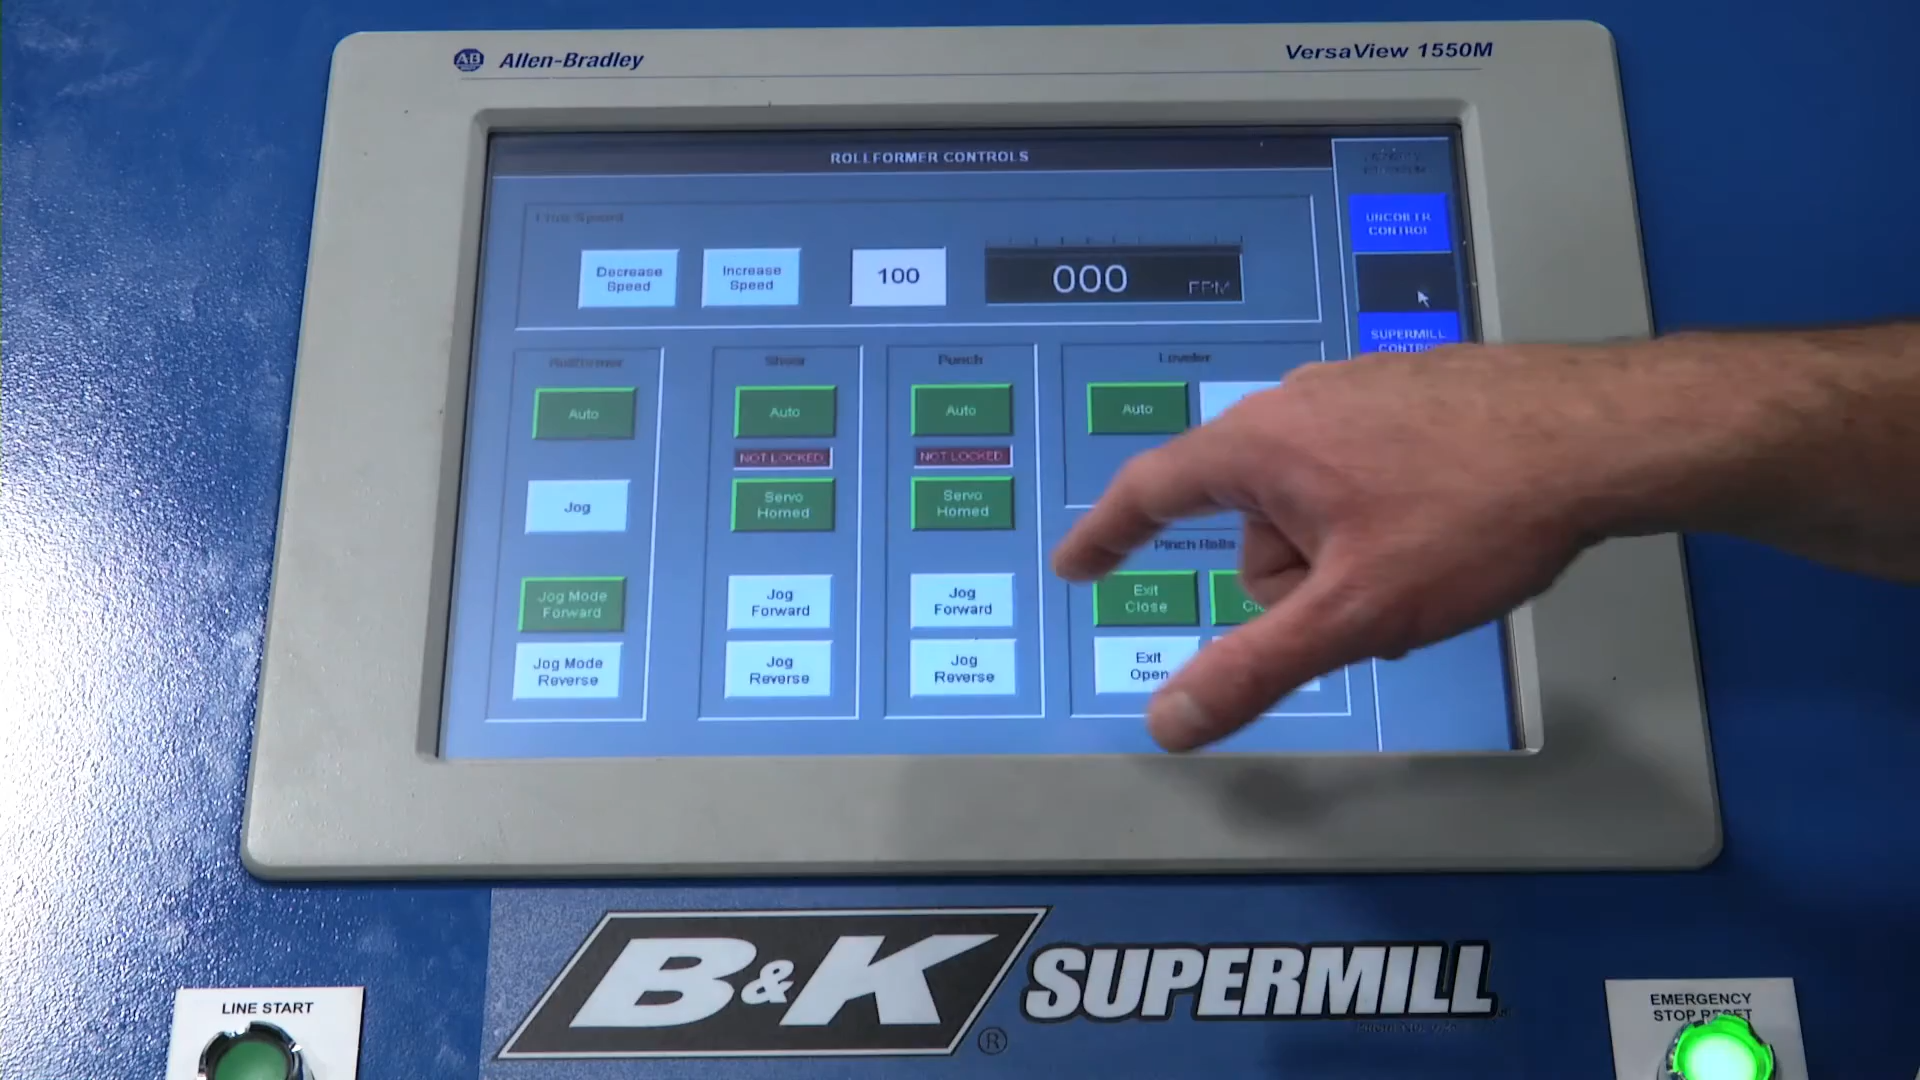 AB Allen-Bradley
VersaView 1550M
ROLLFORMER CONTROLS
Line Speed
Decrease
Speed
Increase
Speed
100
000
FPM
UNCOILER
CONTROL
SUPERMILL
CONTROL
Rollformer
Auto
Jog
Jog Mode
Forward
Jog Mode
Reverse
Shear
Auto
NOT LOCKED
Servo
Homed
Jog
Forward
Jog
Reverse
Punch
Auto
NOT LOCKED
Servo
Homed
Jog
Forward
Jog
Reverse
Leveler
Auto
Pinch Rolls
Exit
Close
Exit
Open
B&K® SUPERMILL
LINE START
EMERGENCY
STOP RESET